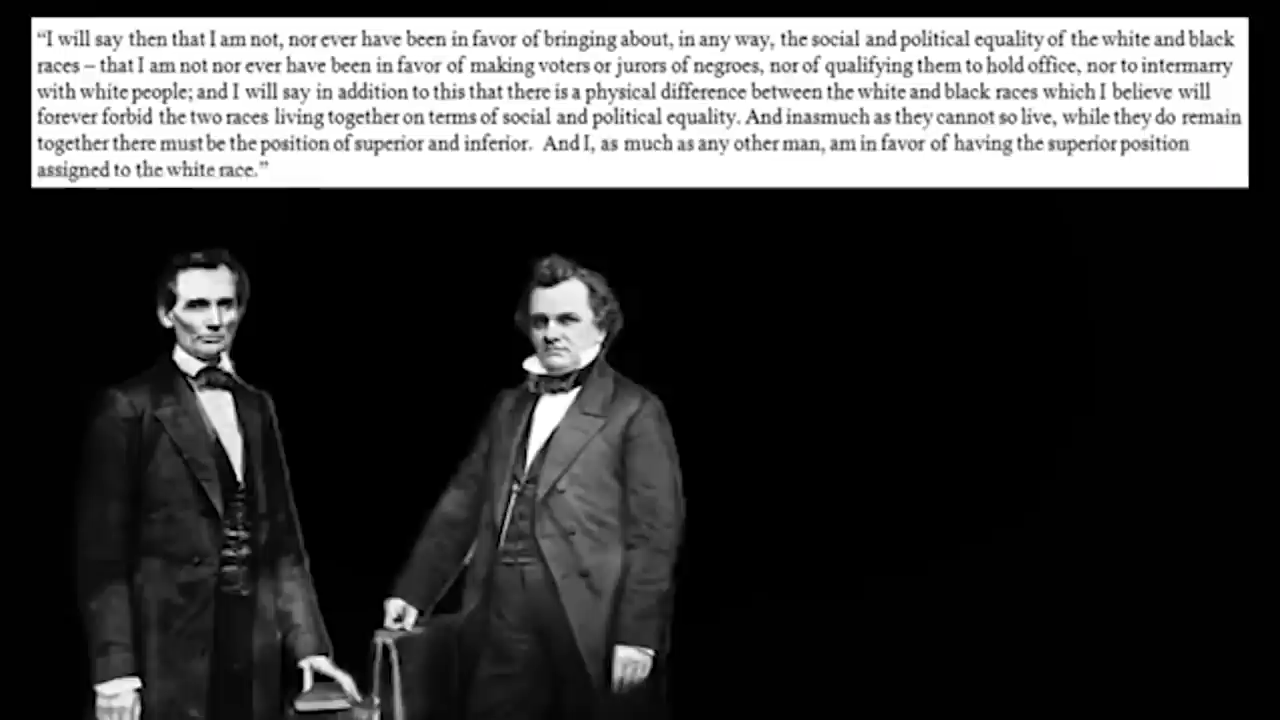 “I will say then that I am not, nor ever have been in favor of bringing about, in any way, the social and political equality of the white and black
races – that I am not nor ever have been in favor of making voters or jurors of negroes, nor of qualifying them to hold office, nor to intermarry
with white people; and I will say in addition to this that there is a physical difference between the white and black races which I believe will
forever forbid the two races living together on terms of social and political equality. And inasmuch as they cannot so live, while they do remain
together there must be the position of superior and inferior. And I, as much as any other man, am in favor of having the superior position
assigned to the white race.”